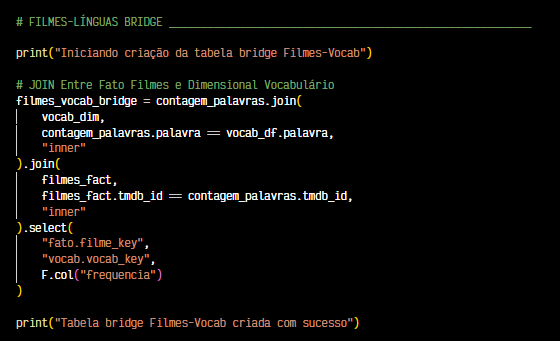 # FILMES-LÍNGUAS BRIDGE _________________________________________________________
print("Iniciando criação da tabela bridge Filmes-Vocab")
# JOIN Entre Fato Filmes e Dimensional Vocabulário
filmes_vocab_bridge = contagem_palavras.join(
    vocab_dim,
    contagem_palavras.palavra == vocab_df.palavra,
    "inner"
).join(
    filmes_fact,
    filmes_fact.tmdb_id == contagem_palavras.tmdb_id,
    "inner"
).select(
    "fato.filme_key",
    "vocab.vocab_key",
    F.col("frequencia")
)
print("Tabela bridge Filmes-Vocab criada com sucesso")